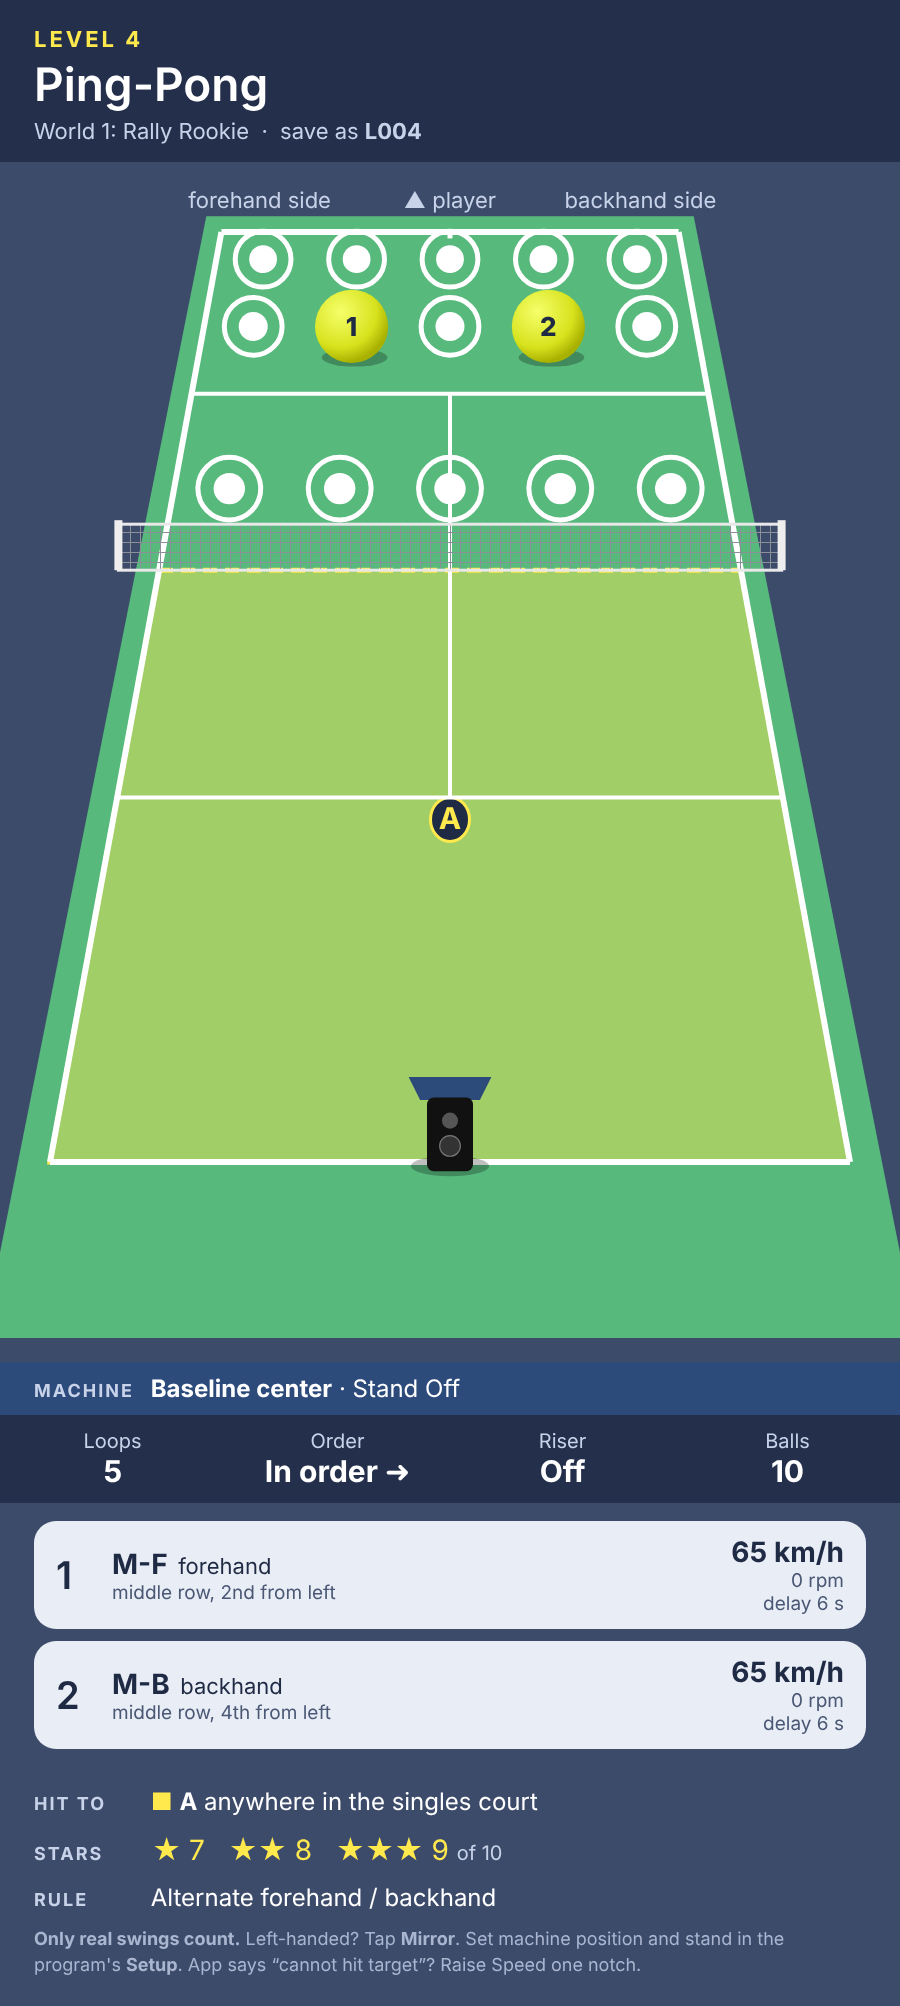 LEVEL 4
Ping-Pong
World 1: Rally Rookie · save as L004
forehand side ▲ player backhand side
1 2
A
MACHINE Baseline center · Stand Off
Loops Order Riser Balls
5 In order → Off 10
1 M-F forehand 65 km/h
middle row, 2nd from left 0 rpm
delay 6 s
2 M-B backhand 65 km/h
middle row, 4th from left 0 rpm
delay 6 s
HIT TO ■ A anywhere in the singles court
STARS ★ 7 ★★ 8 ★★★ 9 of 10
RULE Alternate forehand / backhand
Only real swings count. Left-handed? Tap Mirror. Set machine position and stand in the
program's Setup. App says “cannot hit target”? Raise Speed one notch.